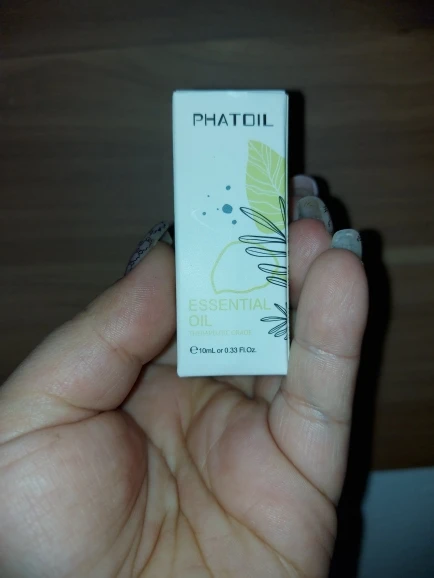 PHATOIL
ESSENTIAL
OIL
℮10mL or 0.33 Fl.Oz.